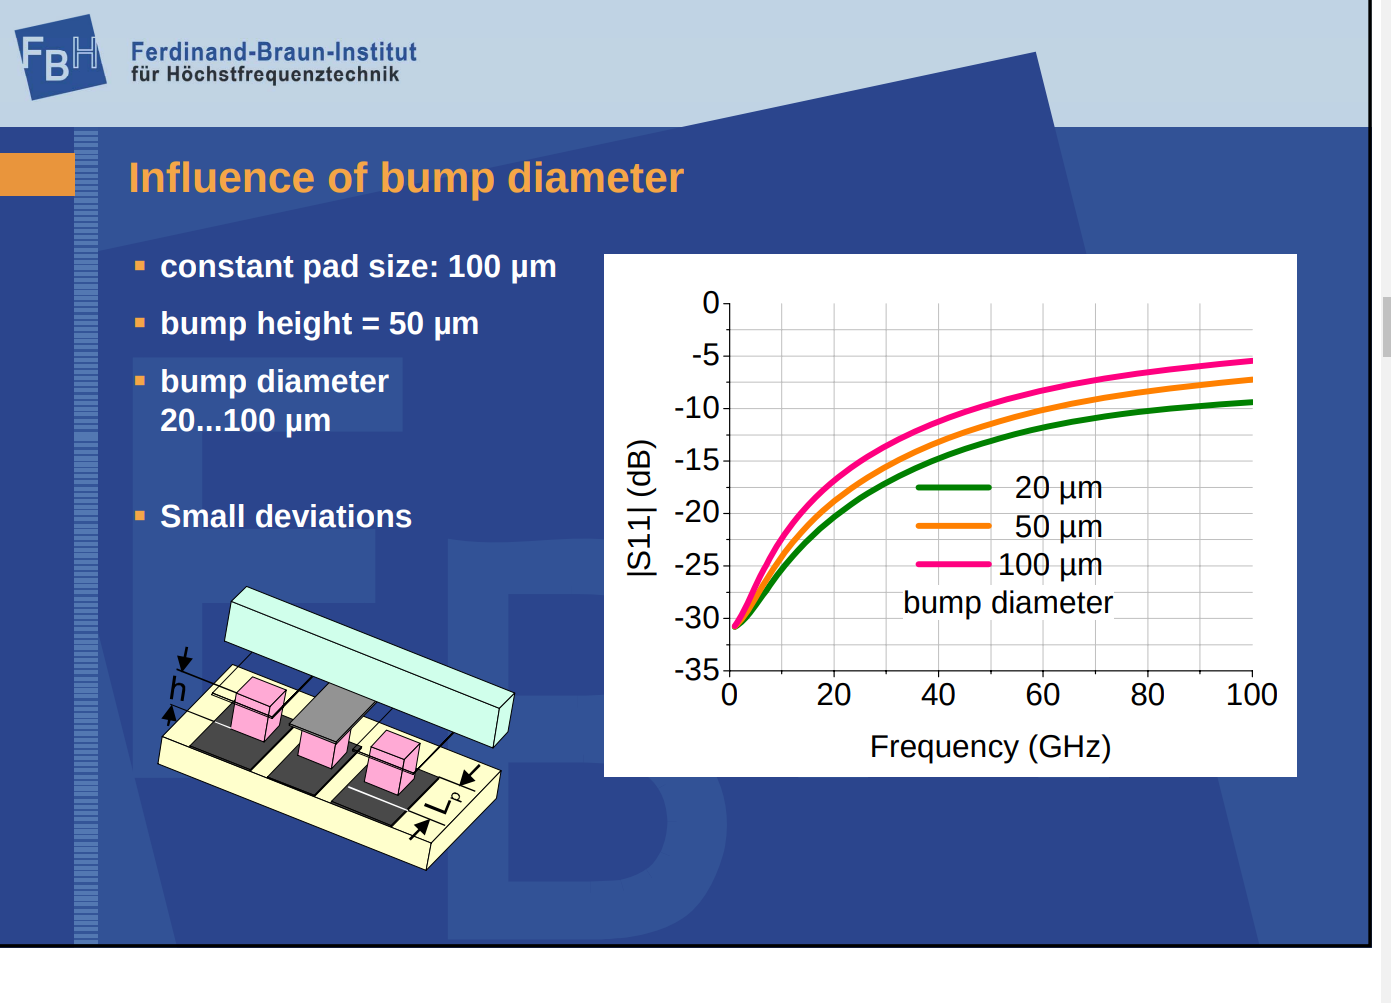 FBH
Ferdinand-Braun-Institut
für Höchstfrequenztechnik
Influence of bump diameter
constant pad size: 100 µm
bump height = 50 µm
bump diameter
20...100 µm
Small deviations
h
Lp
0
-5
-10
-15
-20
-25
-30
-35
|S11| (dB)
20 µm
50 µm
100 µm
bump diameter
0 20 40 60 80 100
Frequency (GHz)